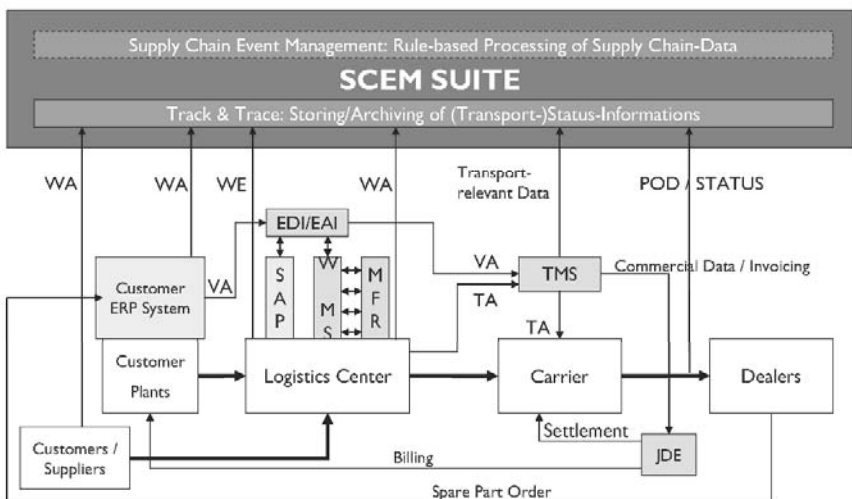 Supply Chain Event Management: Rule-based Processing of Supply Chain-Data
SCEM SUITE
Track & Trace: Storing/Archiving of (Transport-)Status-Informations
WA
WA
WE
WA
Transport-
relevant Data
POD / STATUS
EDI/EAI
VA
SAP
WMS
MFR
VA
TA
TMS
Commercial Data / Invoicing
Customer
ERP System
TA
Customer
Plants
Logistics Center
Carrier
Dealers
Customers /
Suppliers
Settlement
JDE
Billing
Spare Part Order